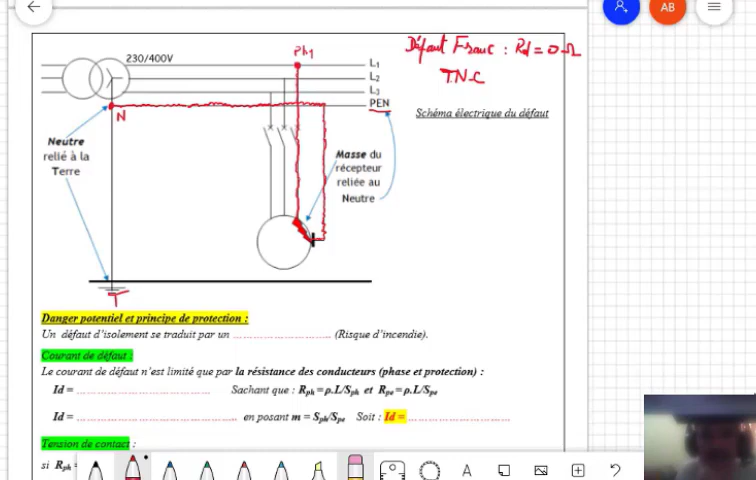 AB
Ph1
Défaut Franc : Rd = 0 Ω
230/400V
L1
T.N.C
L2
L3
PEN
N
Schéma électrique du défaut
Neutre
relié à la
Terre
Masse du
récepteur
reliée au
Neutre
T
Danger potentiel et principe de protection :
Un défaut d'isolement se traduit par un ................................ (Risque d'incendie).
Courant de défaut :
Le courant de défaut n'est limité que par la résistance des conducteurs (phase et protection) :
Id = ............................................ Sachant que : Rph = ρ.L/Sph et Rpe = ρ.L/Spe
Id = .................................................... en posant m = Sph/Spe Soit : Id = ..................................
Tension de contact :
si Rph =
A